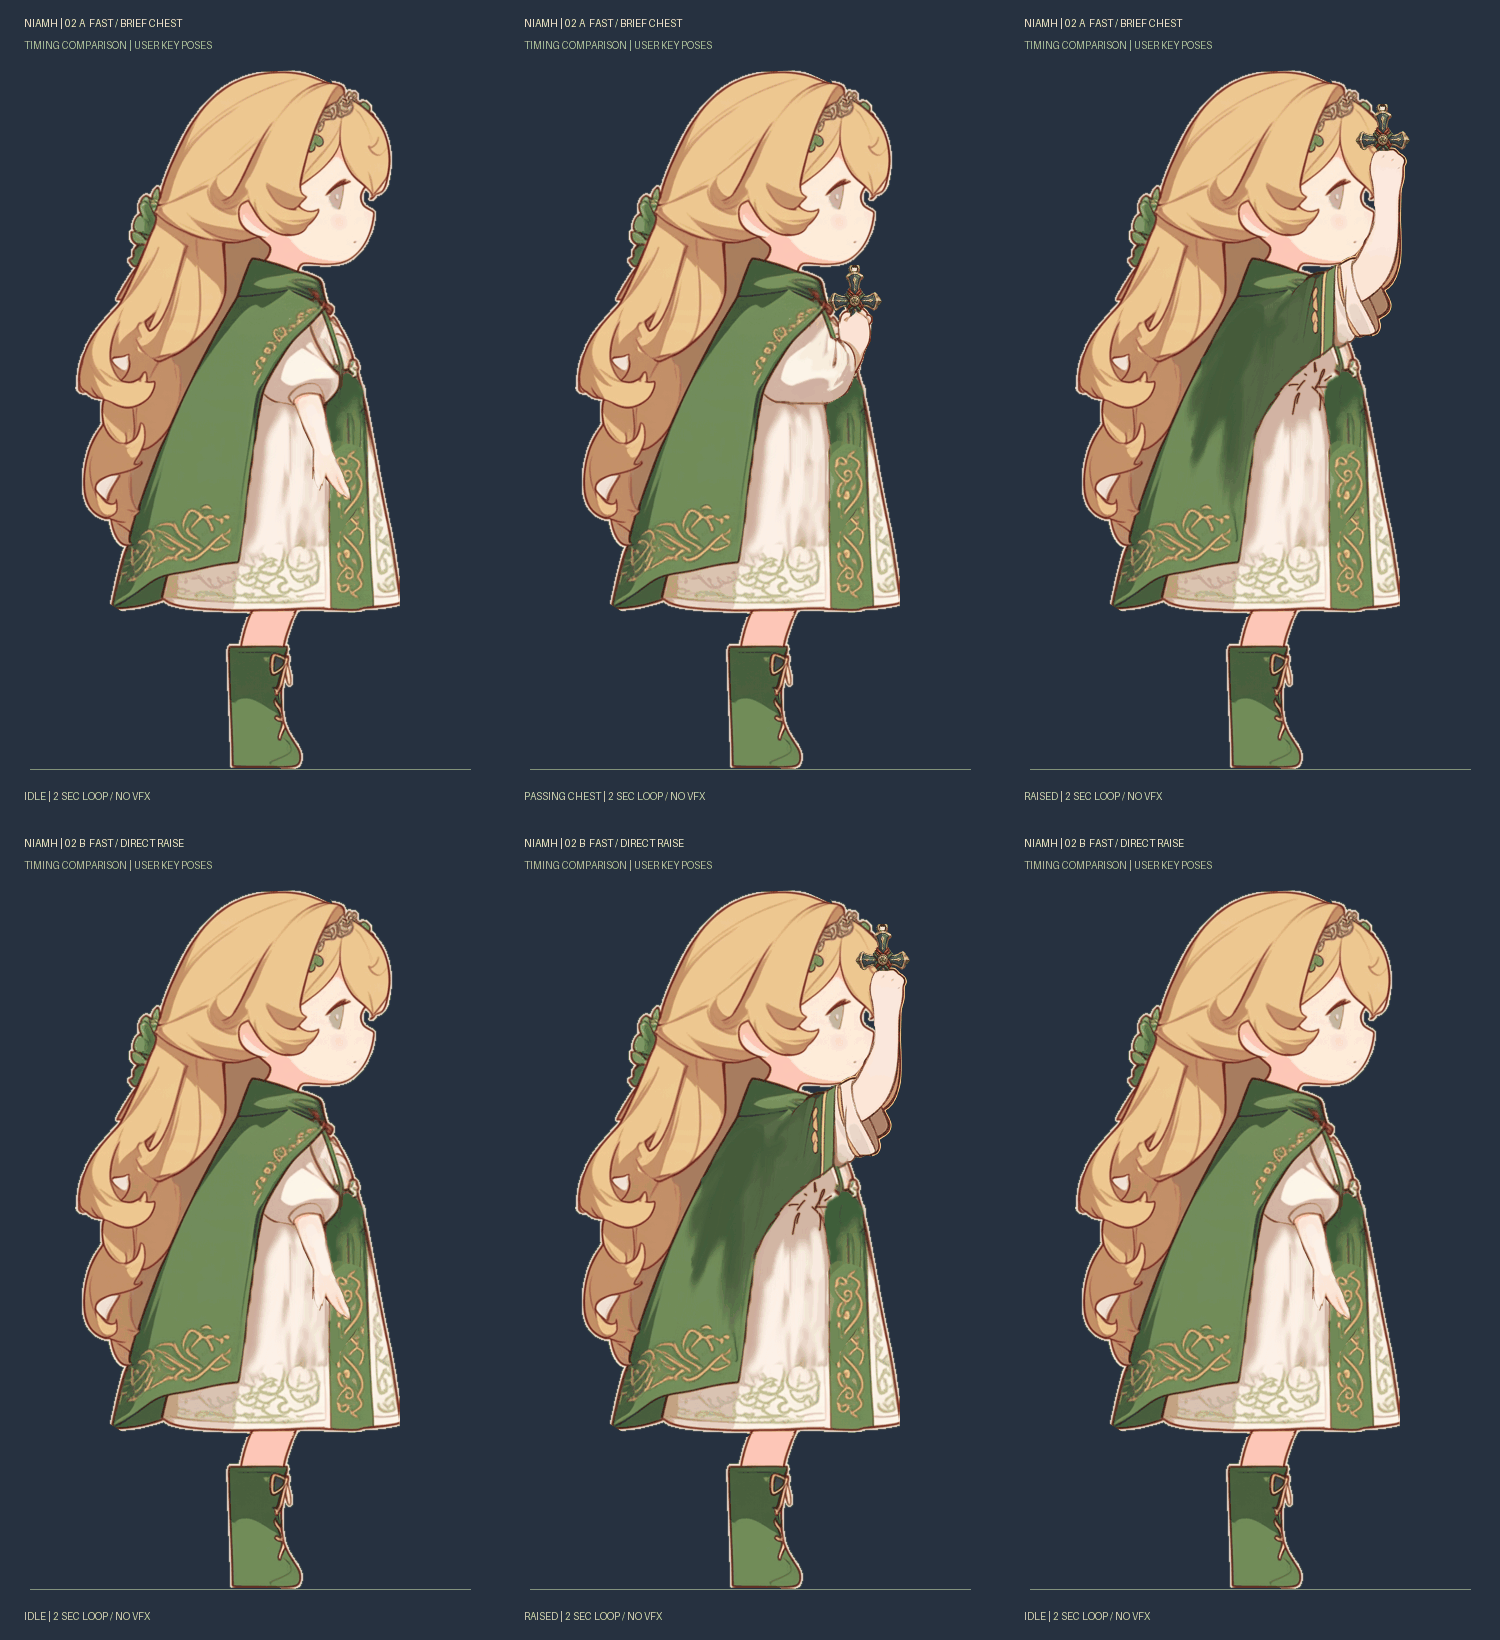 NIAMH | 02 A FAST / BRIEF CHEST
TIMING COMPARISON | USER KEY POSES
NIAMH | 02 A FAST / BRIEF CHEST
TIMING COMPARISON | USER KEY POSES
NIAMH | 02 A FAST / BRIEF CHEST
TIMING COMPARISON | USER KEY POSES
IDLE | 2 SEC LOOP / NO VFX
PASSING CHEST | 2 SEC LOOP / NO VFX
RAISED | 2 SEC LOOP / NO VFX
NIAMH | 02 B FAST / DIRECT RAISE
TIMING COMPARISON | USER KEY POSES
NIAMH | 02 B FAST / DIRECT RAISE
TIMING COMPARISON | USER KEY POSES
NIAMH | 02 B FAST / DIRECT RAISE
TIMING COMPARISON | USER KEY POSES
IDLE | 2 SEC LOOP / NO VFX
RAISED | 2 SEC LOOP / NO VFX
IDLE | 2 SEC LOOP / NO VFX